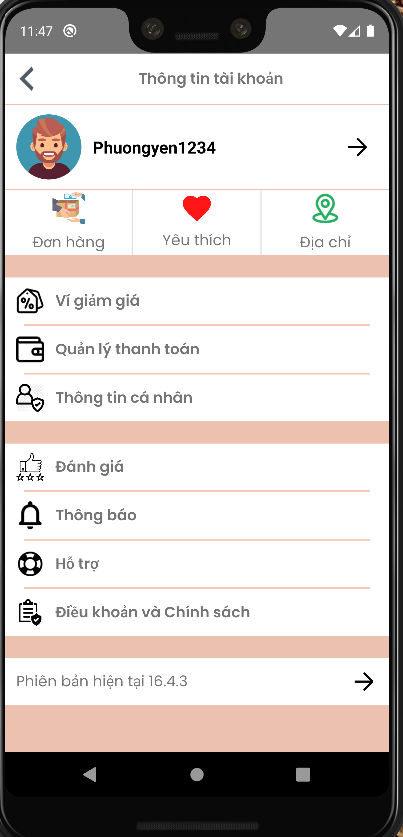 11:47
Thông tin tài khoản
Phuongyen1234
Đơn hàng
Yêu thích
Địa chỉ
Ví giảm giá
Quản lý thanh toán
Thông tin cá nhân
Đánh giá
Thông báo
Hỗ trợ
Điều khoản và Chính sách
Phiên bản hiện tại 16.4.3